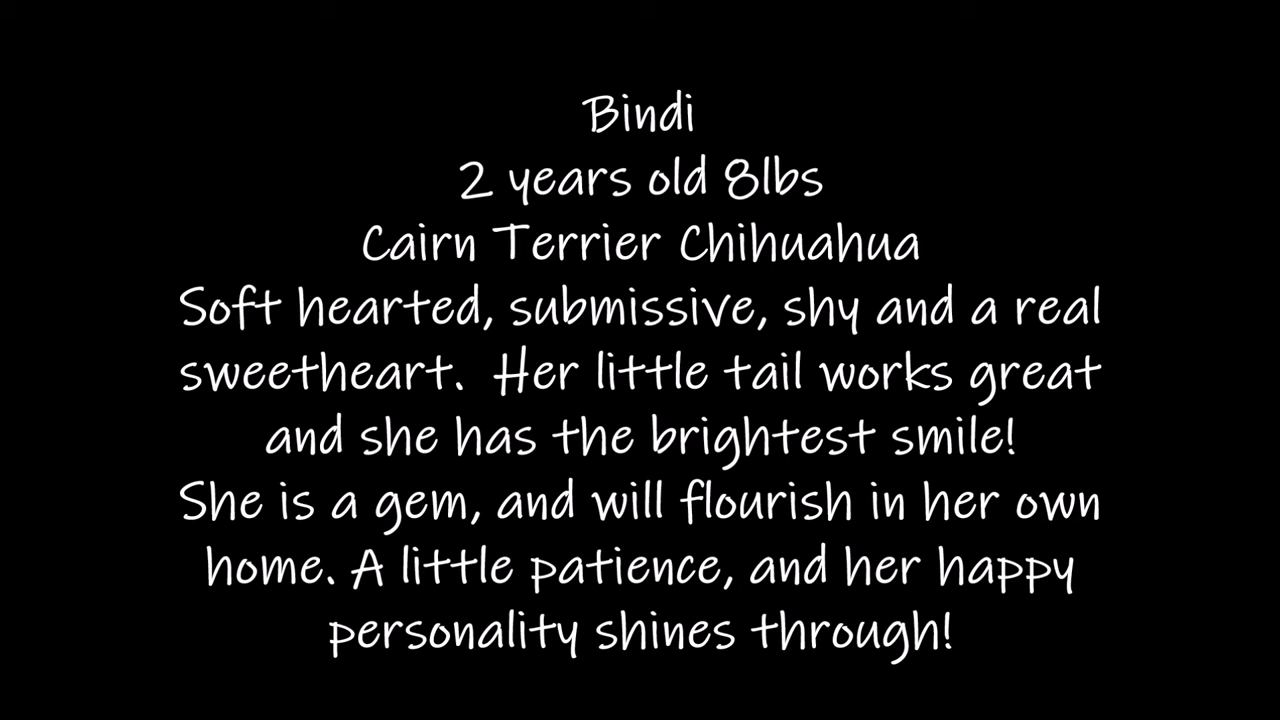 Bindi
2 years old 8lbs
Cairn Terrier Chihuahua
Soft hearted, submissive, shy and a real
sweetheart.  Her little tail works great
and she has the brightest smile!
She is a gem, and will flourish in her own
home. A little patience, and her happy
personality shines through!